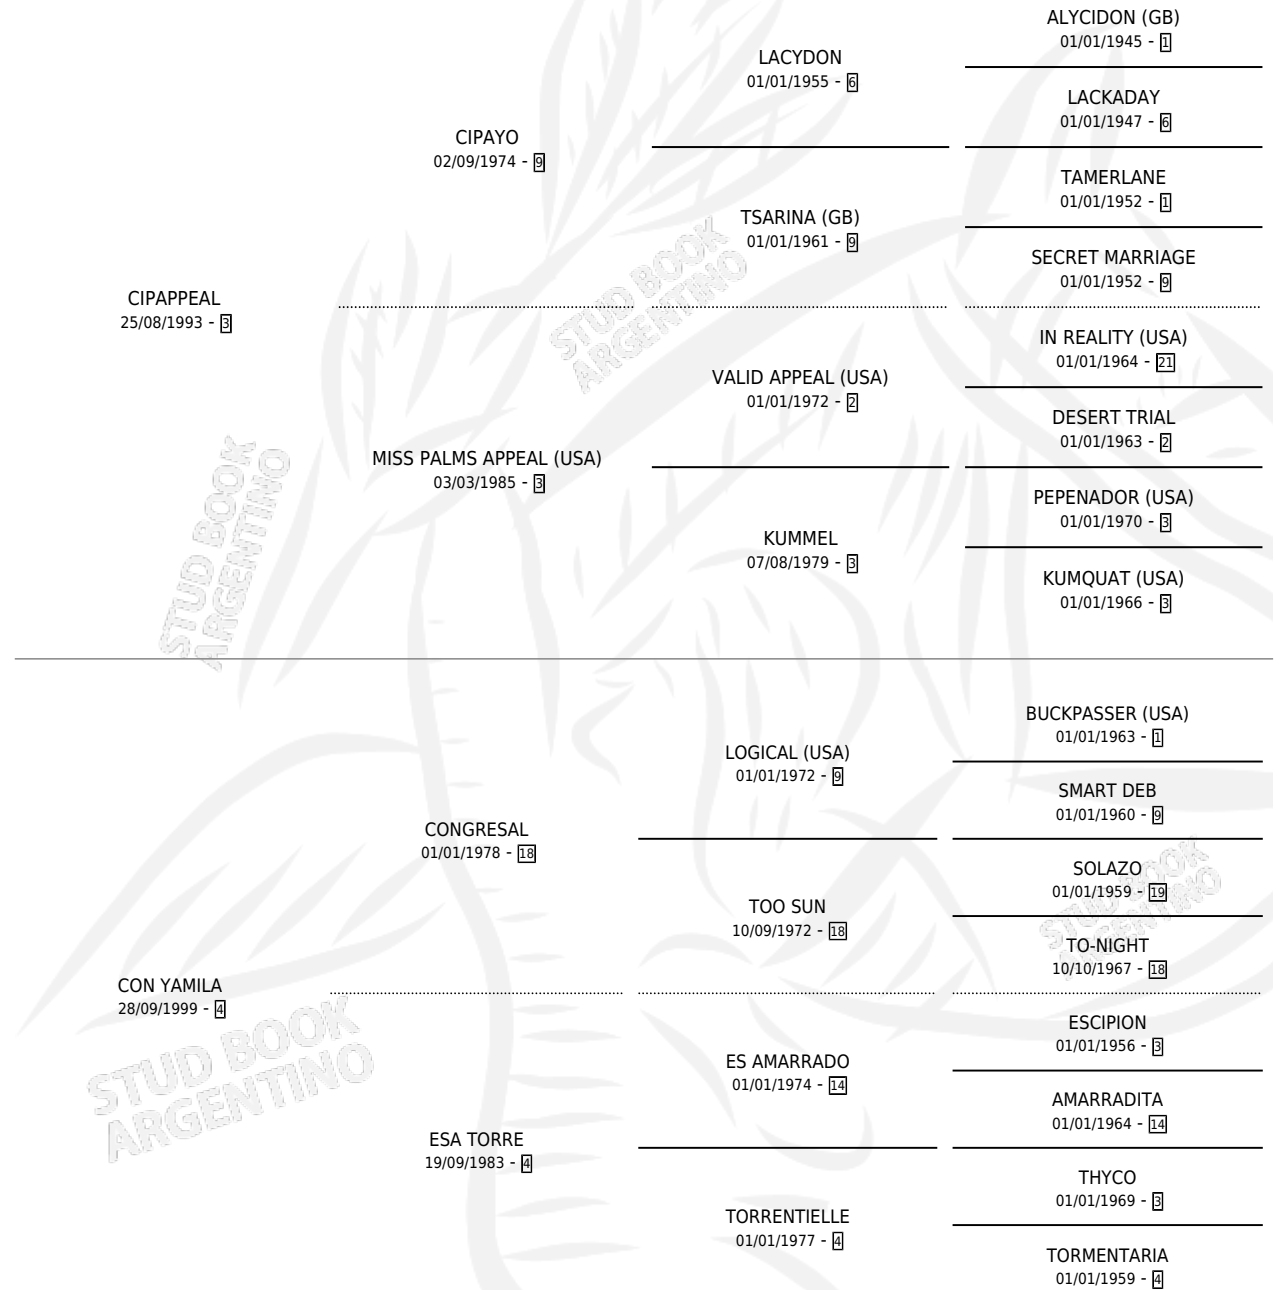 ALYCIDON (GB)
01/01/1945 - 1
LACYDON
01/01/1955 - 6
LACKADAY
01/01/1947 - 6
CIPAYO
02/09/1974 - 9
TAMERLANE
01/01/1952 - 1
TSARINA (GB)
01/01/1961 - 9
SECRET MARRIAGE
01/01/1952 - 9
STUD BOOK
ARGENTINO
CIPAPPEAL
25/08/1993 - 3
IN REALITY (USA)
01/01/1964 - 21
VALID APPEAL (USA)
01/01/1972 - 2
DESERT TRIAL
01/01/1963 - 2
MISS PALMS APPEAL (USA)
03/03/1985 - 3
PEPENADOR (USA)
01/01/1970 - 3
KUMMEL
07/08/1979 - 3
KUMQUAT (USA)
01/01/1966 - 3
STUD BOOK
ARGENTINO
BUCKPASSER (USA)
01/01/1963 - 1
LOGICAL (USA)
01/01/1972 - 9
SMART DEB
01/01/1960 - 9
CONGRESAL
01/01/1978 - 18
SOLAZO
01/01/1959 - 19
TOO SUN
10/09/1972 - 18
STUD BOOK
ARGENTINO
TO-NIGHT
10/10/1967 - 18
CON YAMILA
28/09/1999 - 4
ESCIPION
01/01/1956 - 3
STUD BOOK
ARGENTINO
ES AMARRADO
01/01/1974 - 14
AMARRADITA
01/01/1964 - 14
ESA TORRE
19/09/1983 - 4
THYCO
01/01/1969 - 3
TORRENTIELLE
01/01/1977 - 4
TORMENTARIA
01/01/1959 - 4